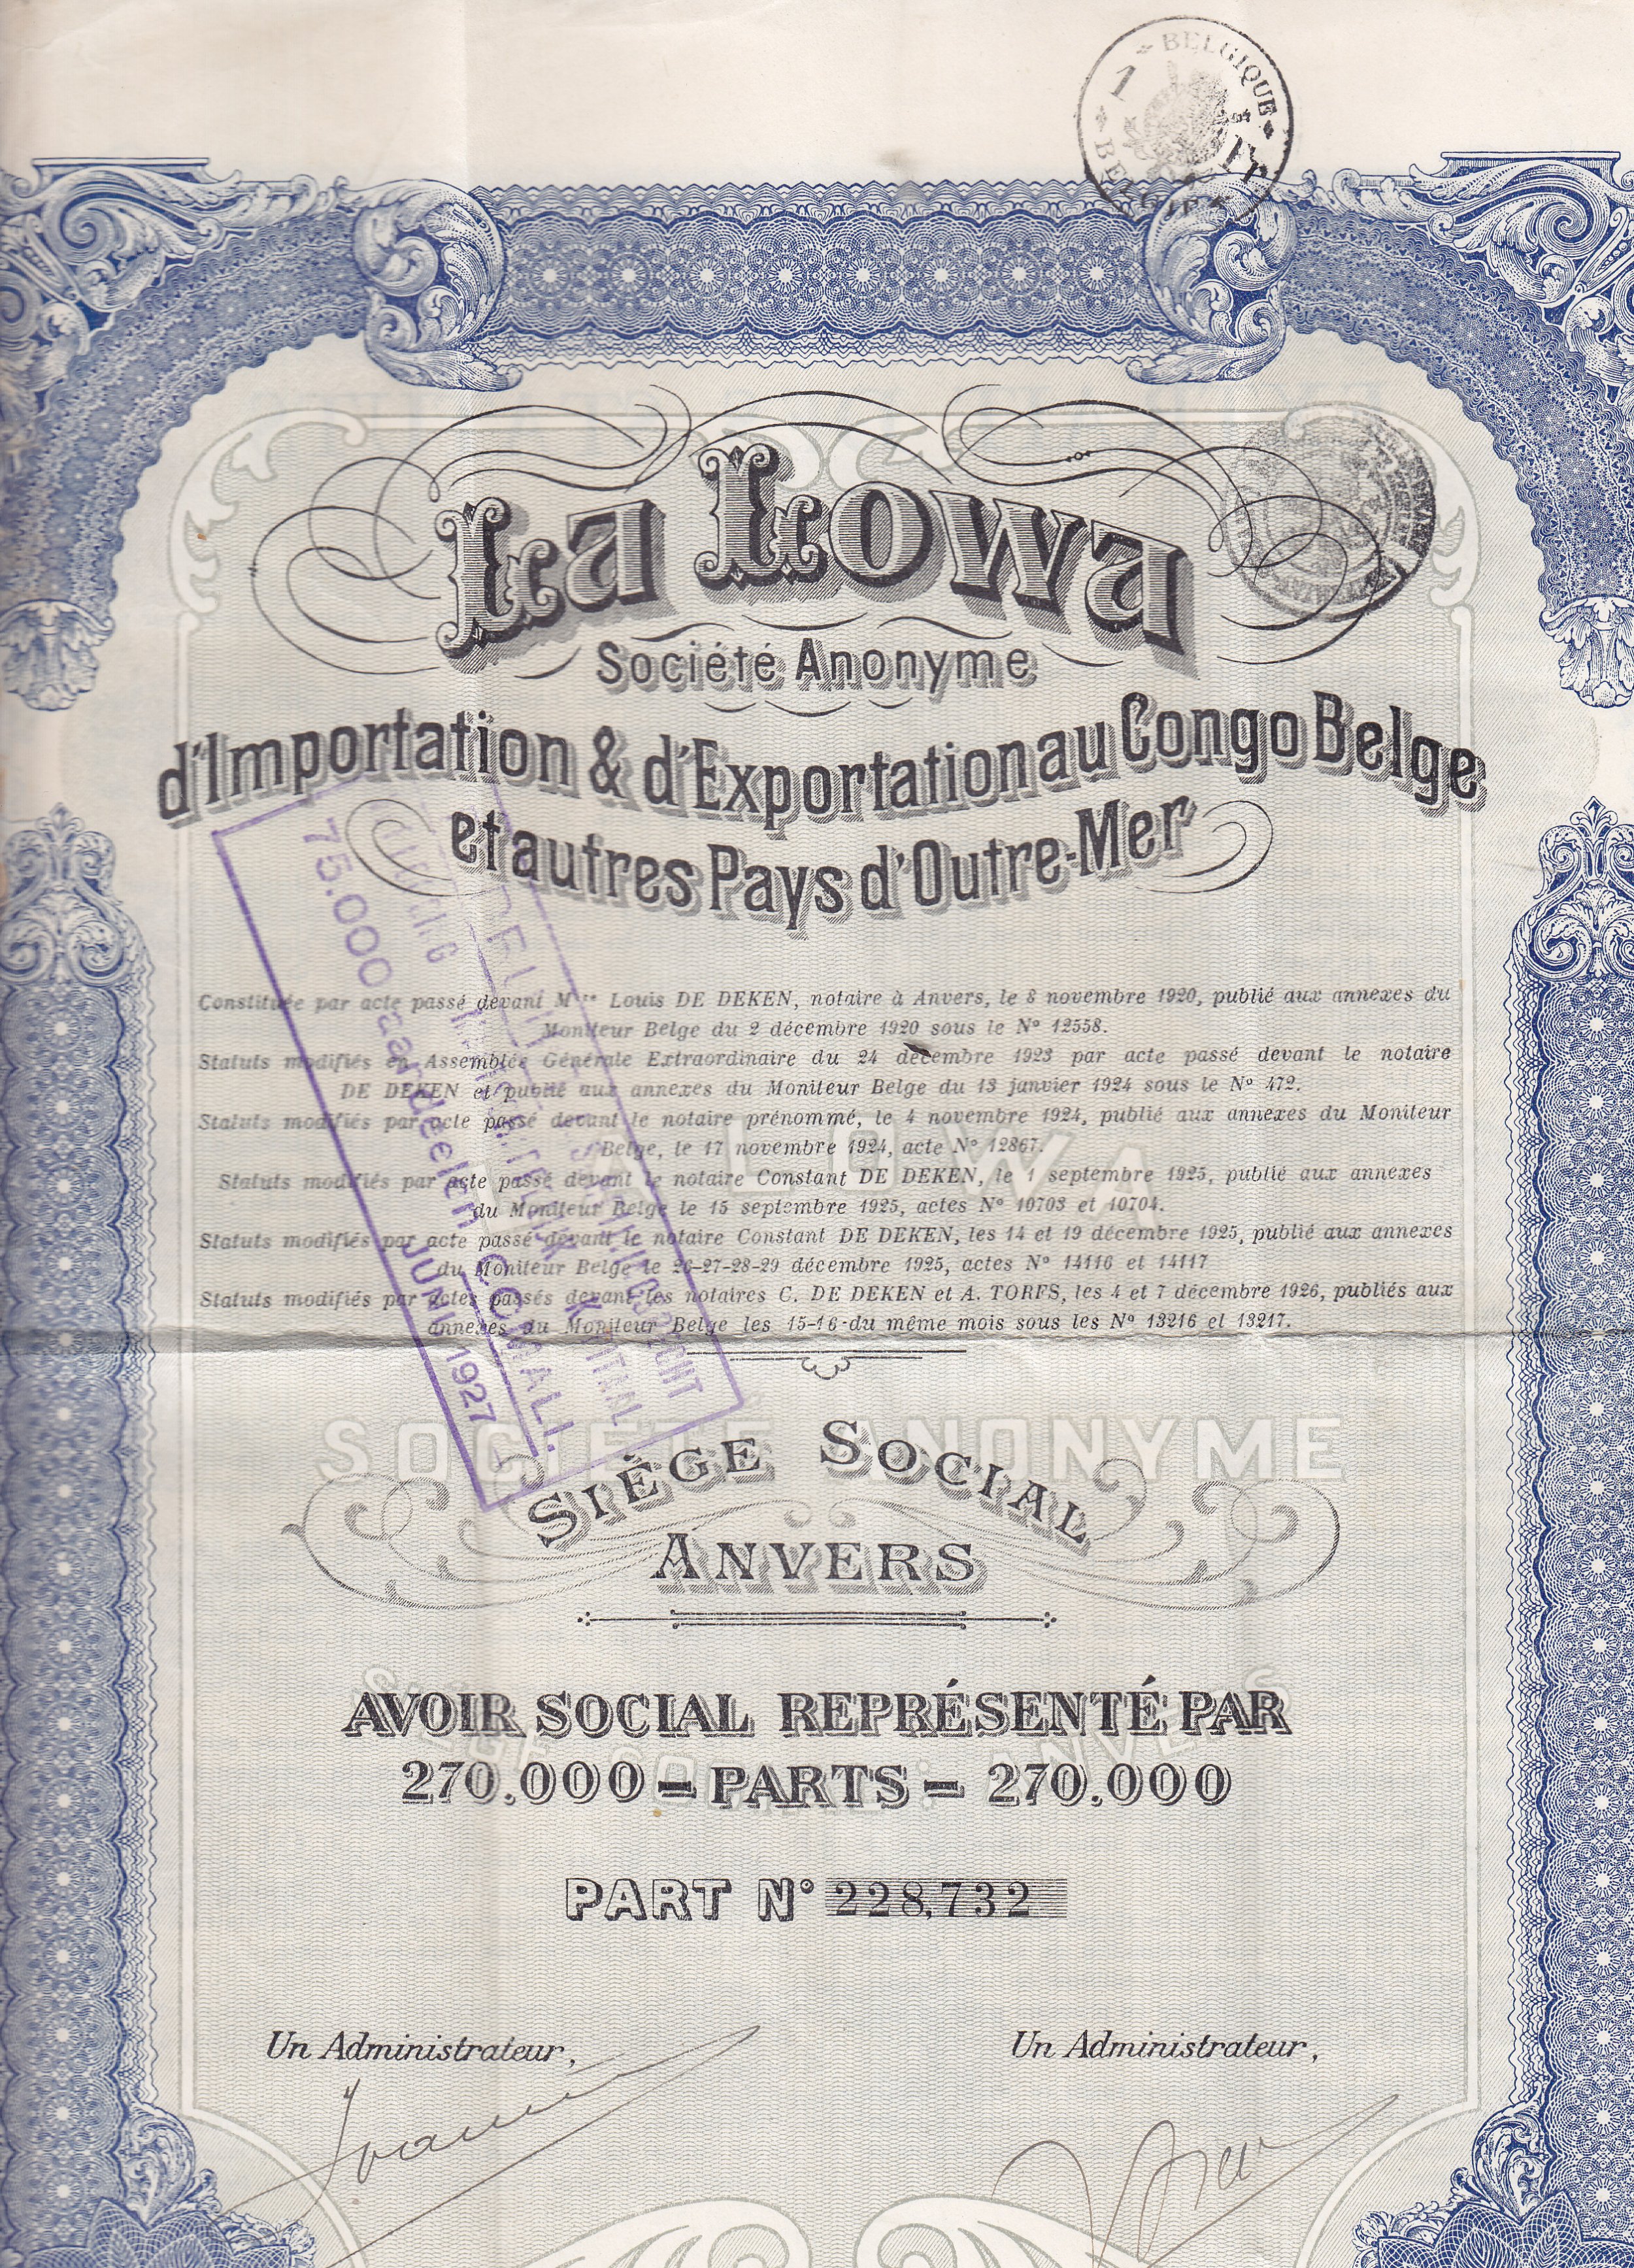 BELGIQUE
1 Fr
BELGIE
La Lowa
Société Anonyme
d'Importation & d'Exportation au Congo Belge
et autres Pays d'Outre-Mer
Constituée par acte passé devant Mtre Louis DE DEKEN, notaire à Anvers, le 8 novembre 1920, publié aux annexes du
Moniteur Belge du 2 décembre 1920 sous le No 12558.
Statuts modifiés en Assemblée Générale Extraordinaire du 24 décembre 1923 par acte passé devant le notaire
DE DEKEN et publié aux annexes du Moniteur Belge du 13 janvier 1924 sous le No 472.
Statuts modifiés par acte passé devant le notaire prénommé, le 4 novembre 1924, publié aux annexes du Moniteur
Belge, le 17 novembre 1924, acte No 12867.
Statuts modifiés par acte passé devant le notaire Constant DE DEKEN, le 1 septembre 1925, publié aux annexes
du Moniteur Belge le 15 septembre 1925, actes No 10703 et 10704.
Statuts modifiés par acte passé devant le notaire Constant DE DEKEN, les 14 et 19 décembre 1925, publié aux annexes
du Moniteur Belge le 26-27-28-29 décembre 1925, actes No 14116 et 14117
Statuts modifiés par actes passés devant les notaires C. DE DEKEN et A. TORFS, les 4 et 7 décembre 1926, publiés aux
annexes du Moniteur Belge les 15-16 du même mois sous les No 13216 et 13217.
75.000 aandeelen COMALI.
JUNI 1927
LA LOWA
SOCIÉTÉ ANONYME
SIÈGE SOCIAL
ANVERS
SIÈGE SOCIAL: ANVERS
AVOIR SOCIAL REPRÉSENTÉ PAR
270.000 = PARTS = 270.000
PART No 228,732
Un Administrateur,
Un Administrateur,